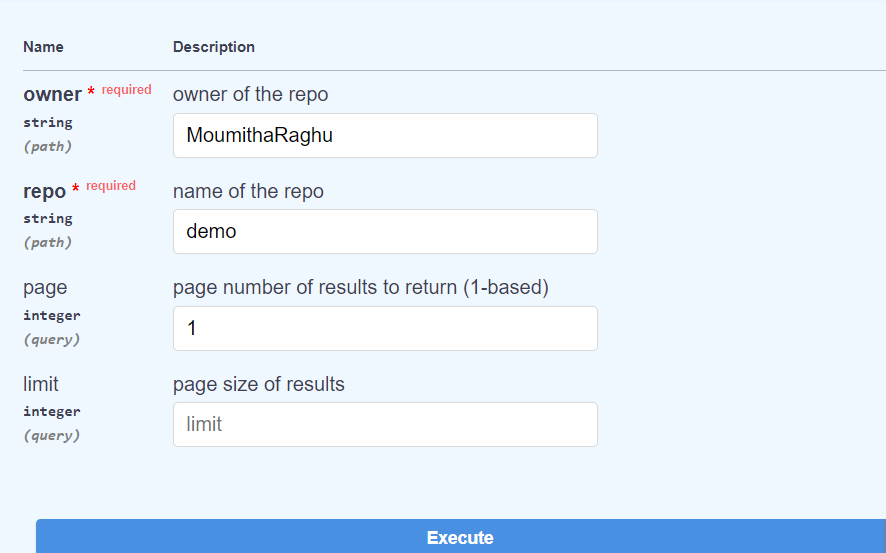 Name Description
owner * required owner of the repo
string
(path)
MoumithaRaghu
repo * required name of the repo
string
(path)
demo
page page number of results to return (1-based)
integer
(query)
1
limit page size of results
integer
(query)
limit
Execute